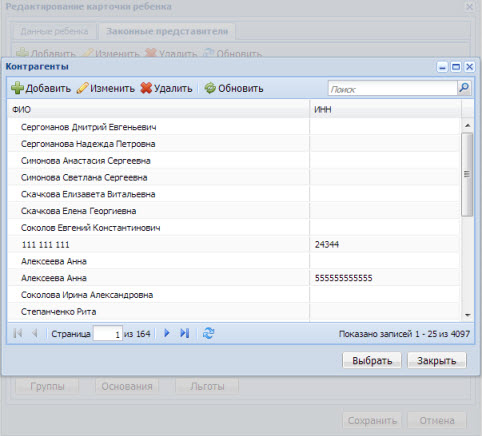 Редактирование карточки ребенка
Данные ребенка Законные представители
Добавить Изменить Удалить Обновить
Контрагенты
Добавить Изменить Удалить Обновить Поиск
ФИО ИНН
Сергоманов Дмитрий Евгеньевич
Сергоманова Надежда Петровна
Симонова Анастасия Сергеевна
Симонова Светлана Сергеевна
Скачкова Елизавета Витальевна
Скачкова Елена Георгиевна
Соколов Евгений Константинович
111 111 111 24344
Алексеева Анна
Алексеева Анна 555555555555
Соколова Ирина Александровна
Степанченко Рита
Страница 1 из 164 Показано записей 1 - 25 из 4097
Выбрать Закрыть
Группы Основания Льготы
Сохранить Отмена